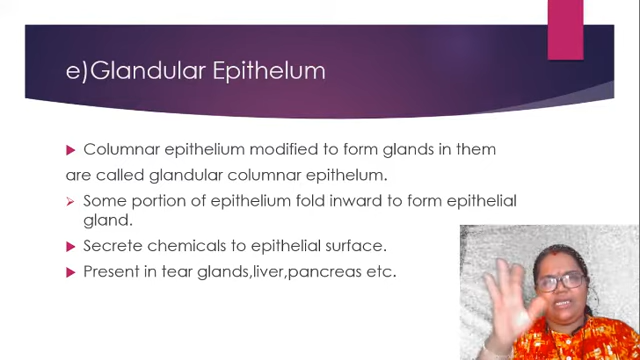 e)Glandular Epithelum
Columnar epithelium modified to form glands in them
are called glandular columnar epithelum.
Some portion of epithelium fold inward to form epithelial
gland.
Secrete chemicals to epithelial surface.
Present in tear glands,liver,pancreas etc.